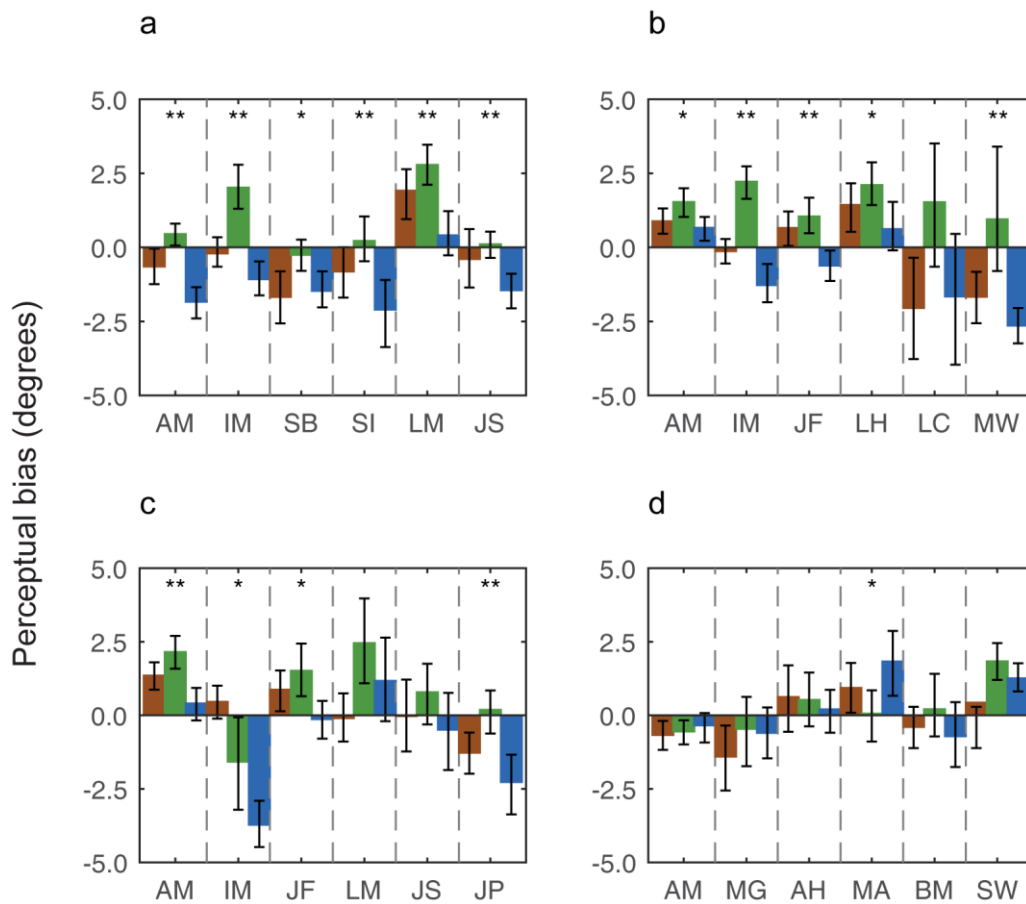 a
5.0
2.5
0.0
-2.5
-5.0
** ** * ** ** **
AM IM SB SI LM JS
b
5.0
2.5
0.0
-2.5
-5.0
* ** ** * **
AM IM JF LH LC MW
Perceptual bias (degrees)
c
5.0
2.5
0.0
-2.5
-5.0
** * * **
AM IM JF LM JS JP
d
5.0
2.5
0.0
-2.5
-5.0
*
AM MG AH MA BM SW